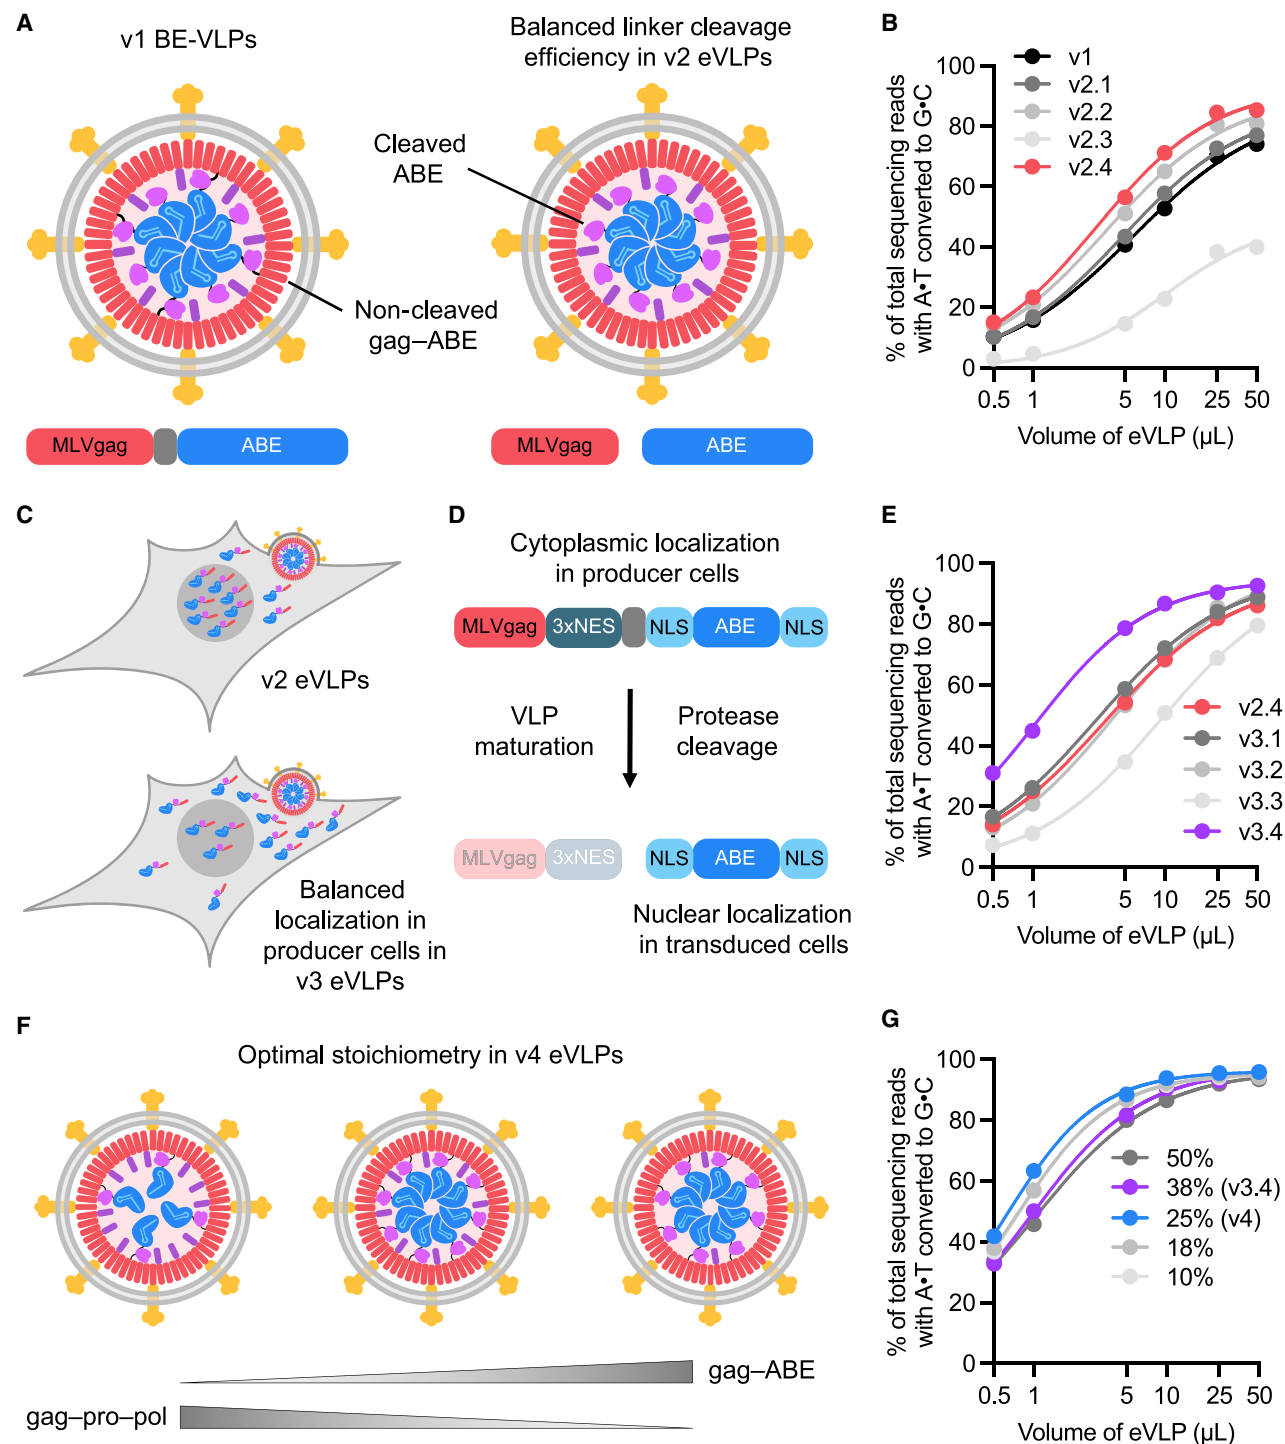 A
v1 BE-VLPs
Balanced linker cleavage
efficiency in v2 eVLPs
Cleaved
ABE
Non-cleaved
gag–ABE
MLVgag
ABE
MLVgag
ABE
B
% of total sequencing reads
with A•T converted to G•C
100
80
60
40
20
0
0.5
1
5
10
25
50
Volume of eVLP (µL)
v1
v2.1
v2.2
v2.3
v2.4
C
v2 eVLPs
Balanced
localization in
producer cells in
v3 eVLPs
D
Cytoplasmic localization
in producer cells
MLVgag
3xNES
NLS
ABE
NLS
VLP
maturation
Protease
cleavage
MLVgag
3xNES
NLS
ABE
NLS
Nuclear localization
in transduced cells
E
% of total sequencing reads
with A•T converted to G•C
100
80
60
40
20
0
0.5
1
5
10
25
50
Volume of eVLP (µL)
v2.4
v3.1
v3.2
v3.3
v3.4
F
Optimal stoichiometry in v4 eVLPs
gag–ABE
gag–pro–pol
G
% of total sequencing reads
with A•T converted to G•C
100
80
60
40
20
0
0.5
1
5
10
25
50
Volume of eVLP (µL)
50%
38% (v3.4)
25% (v4)
18%
10%